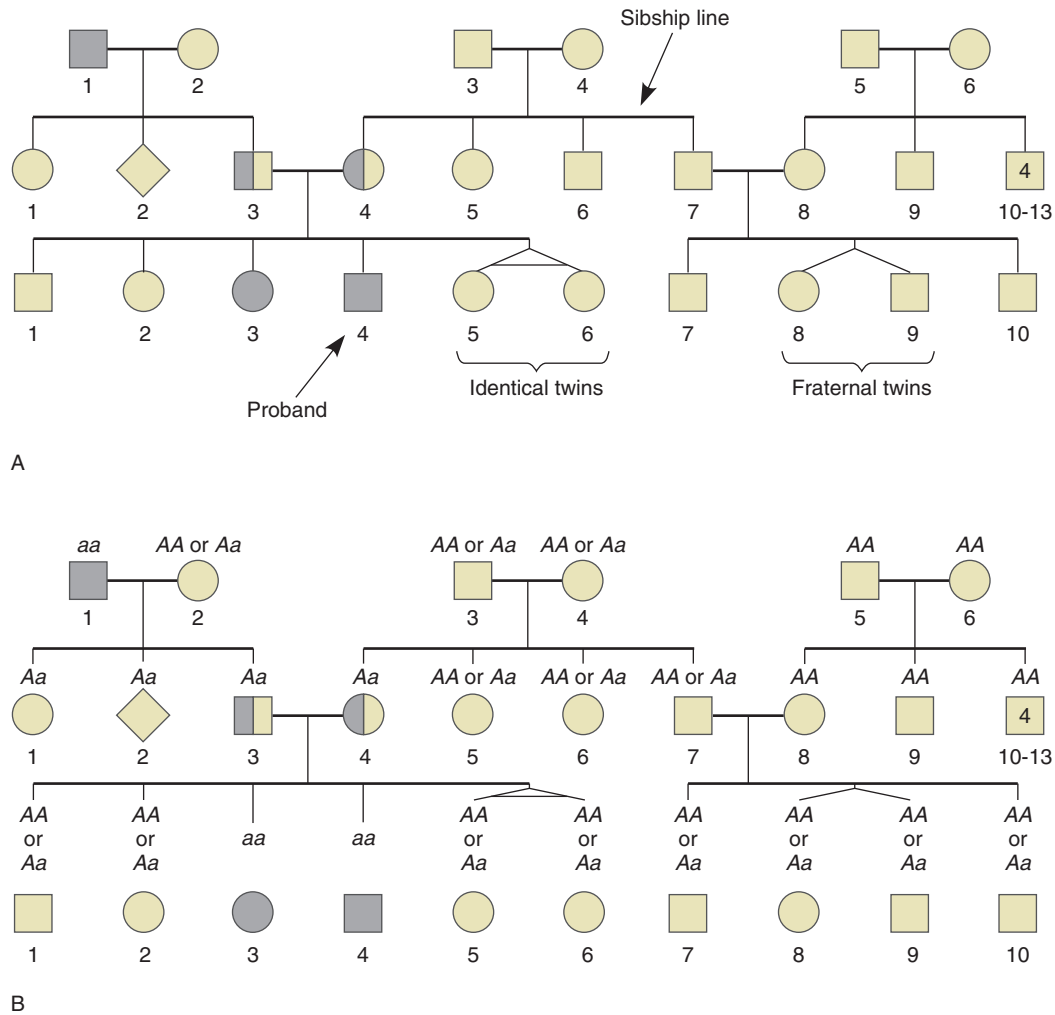 Sibship line
1 2 3 4 5 6
1 2 3 4 5 6 7 8 9 4 10-13
1 2 3 4 5 6 7 8 9 10
Identical twins Fraternal twins
Proband
A
aa AA or Aa AA or Aa AA or Aa AA AA
1 2 3 4 5 6
Aa Aa Aa Aa AA or Aa AA or Aa AA or Aa AA AA AA
4
1 2 3 4 5 6 7 8 9 10-13
AA AA AA AA AA AA AA AA
or or aa aa or or or or or or
Aa Aa Aa Aa Aa Aa Aa Aa
1 2 3 4 5 6 7 8 9 10
B